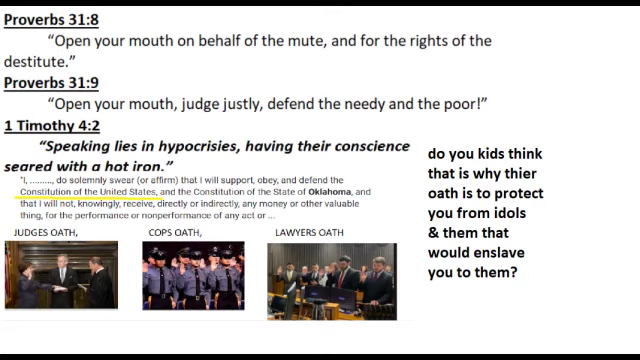 Proverbs 31:8
"Open your mouth on behalf of the mute, and for the rights of the
destitute."
Proverbs 31:9
"Open your mouth, judge justly, defend the needy and the poor!"
1 Timothy 4:2
"Speaking lies in hypocrisies, having their conscience
seared with a hot iron."
"I, ………, do solemnly swear (or affirm) that I will support, obey, and defend the
Constitution of the United States, and the Constitution of the State of Oklahoma, and
that I will not, knowingly, receive, directly or indirectly, any money or other valuable
thing, for the performance or nonperformance of any act or ...
JUDGES OATH,
COPS OATH,
LAWYERS OATH
do you kids think
that is why thier
oath is to protect
you from idols
& them that
would enslave
you to them?